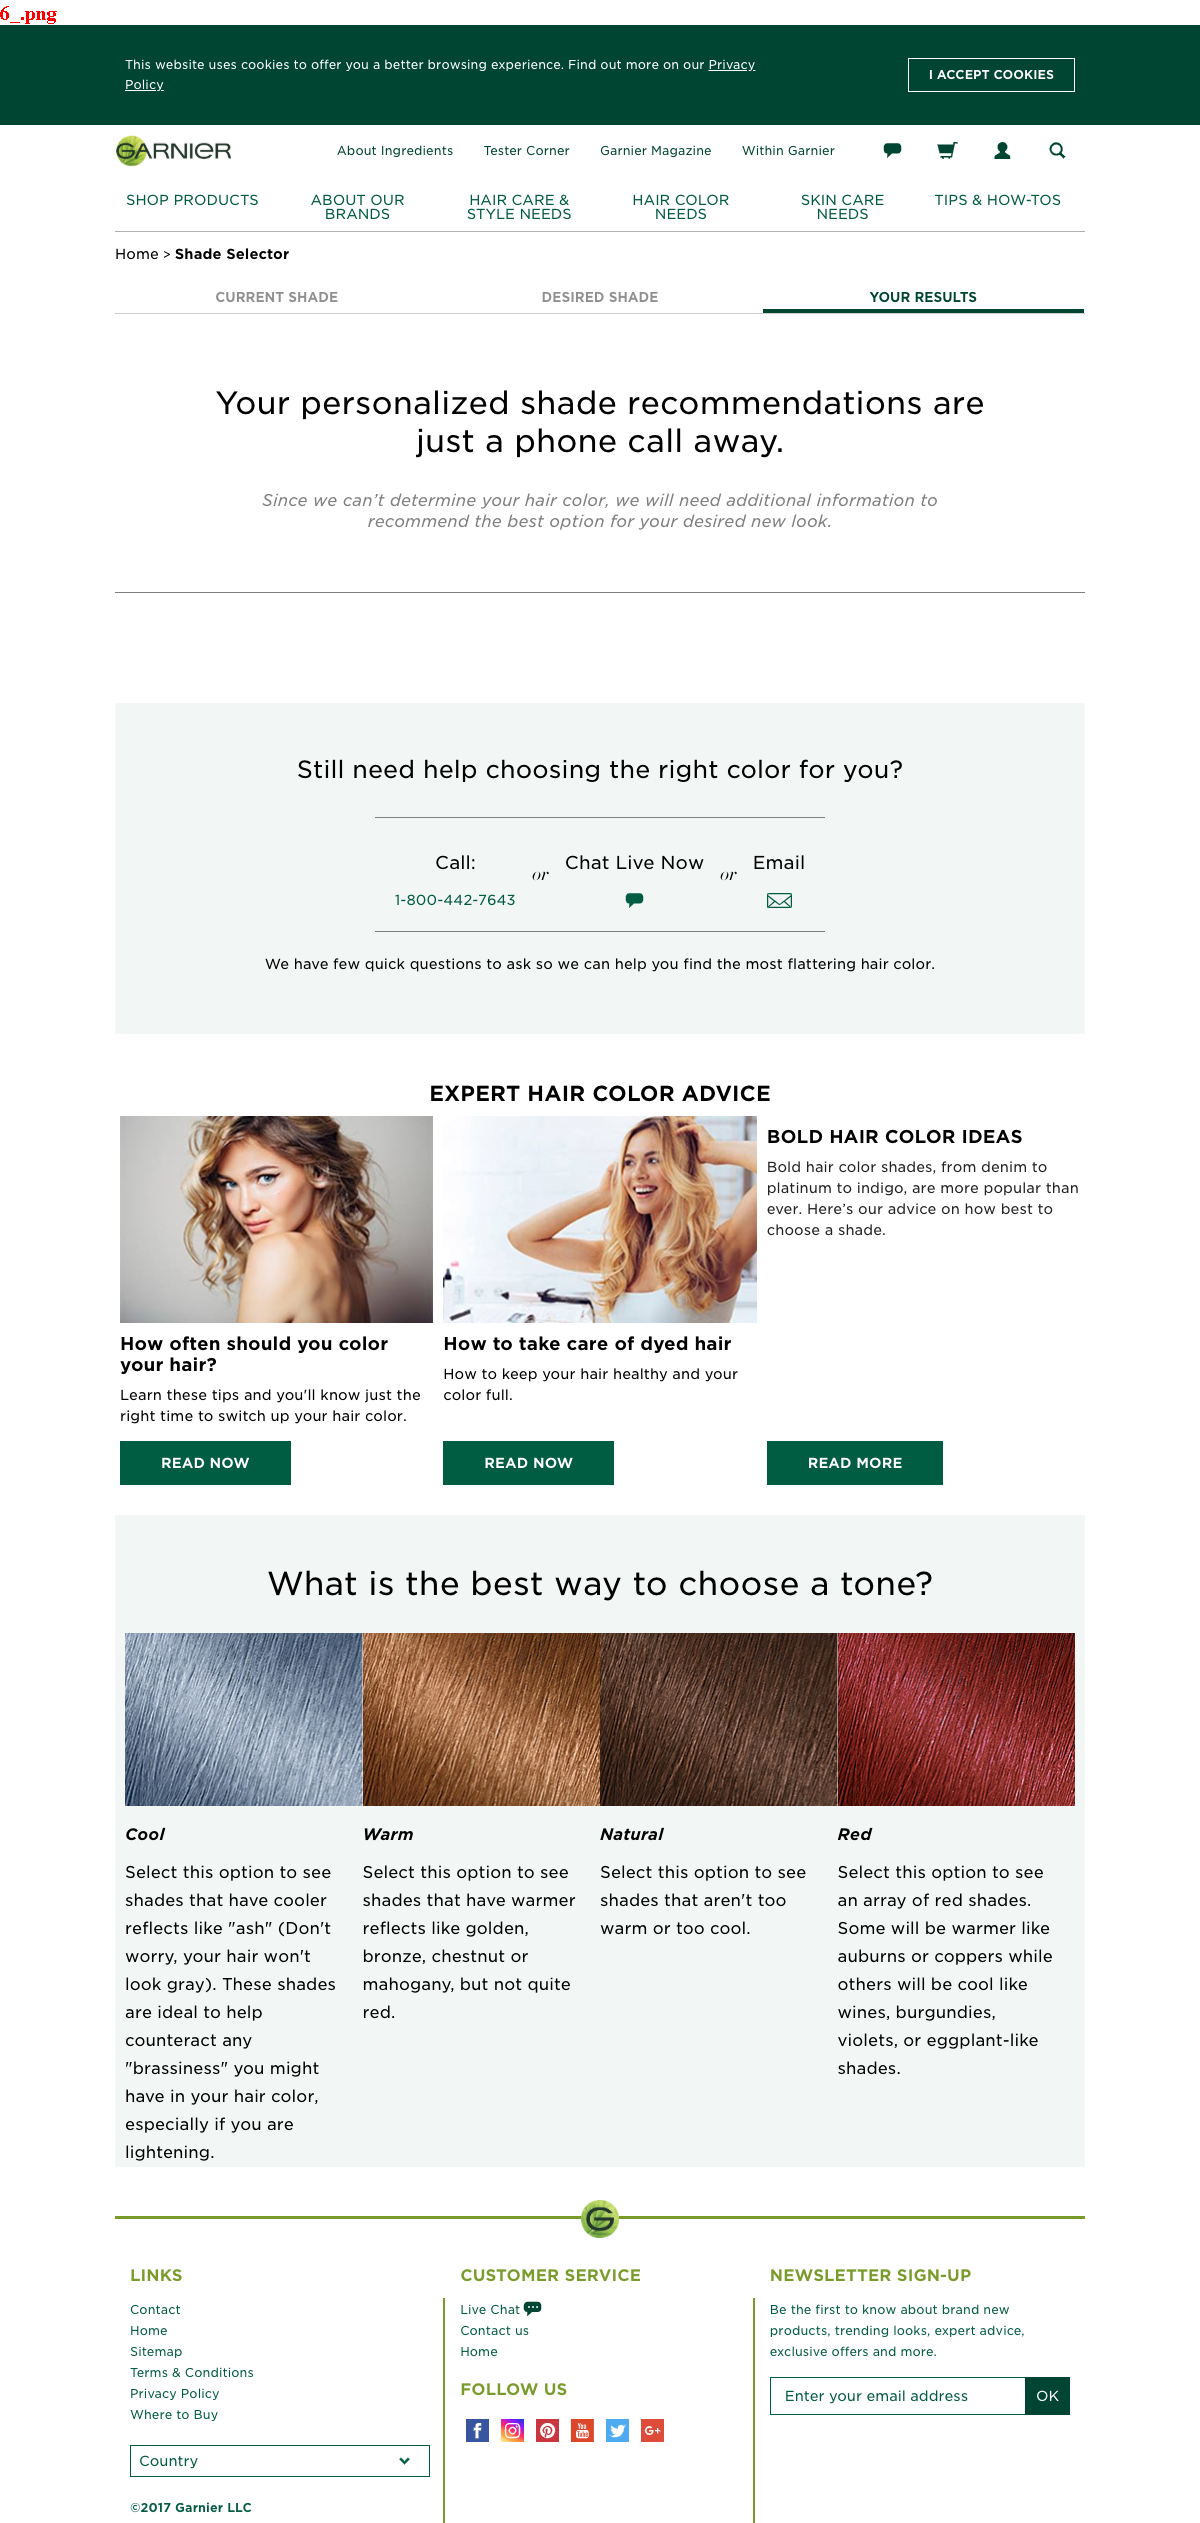 6_.png
This website uses cookies to offer you a better browsing experience. Find out more on our Privacy
Policy
I ACCEPT COOKIES
GARNIER
About Ingredients
Tester Corner
Garnier Magazine
Within Garnier
SHOP PRODUCTS
ABOUT OUR
BRANDS
HAIR CARE &
STYLE NEEDS
HAIR COLOR
NEEDS
SKIN CARE
NEEDS
TIPS & HOW-TOS
Home > Shade Selector
CURRENT SHADE
DESIRED SHADE
YOUR RESULTS
Your personalized shade recommendations are
just a phone call away.
Since we can't determine your hair color, we will need additional information to
recommend the best option for your desired new look.
Still need help choosing the right color for you?
Call:
1-800-442-7643
or
Chat Live Now
or
Email
We have few quick questions to ask so we can help you find the most flattering hair color.
EXPERT HAIR COLOR ADVICE
How often should you color
your hair?
Learn these tips and you'll know just the
right time to switch up your hair color.
READ NOW
How to take care of dyed hair
How to keep your hair healthy and your
color full.
READ NOW
BOLD HAIR COLOR IDEAS
Bold hair color shades, from denim to
platinum to indigo, are more popular than
ever. Here's our advice on how best to
choose a shade.
READ MORE
What is the best way to choose a tone?
Cool
Select this option to see
shades that have cooler
reflects like "ash" (Don't
worry, your hair won't
look gray). These shades
are ideal to help
counteract any
"brassiness" you might
have in your hair color,
especially if you are
lightening.
Warm
Select this option to see
shades that have warmer
reflects like golden,
bronze, chestnut or
mahogany, but not quite
red.
Natural
Select this option to see
shades that aren't too
warm or too cool.
Red
Select this option to see
an array of red shades.
Some will be warmer like
auburns or coppers while
others will be cool like
wines, burgundies,
violets, or eggplant-like
shades.
G
LINKS
Contact
Home
Sitemap
Terms & Conditions
Privacy Policy
Where to Buy
Country
©2017 Garnier LLC
CUSTOMER SERVICE
Live Chat
Contact us
Home
FOLLOW US
f
You
Tube
G+
NEWSLETTER SIGN-UP
Be the first to know about brand new
products, trending looks, expert advice,
exclusive offers and more.
Enter your email address
OK